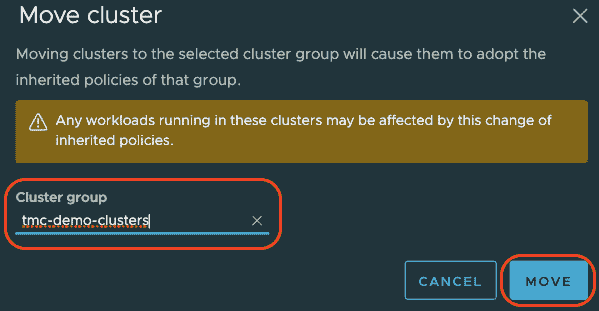 Move cluster
Moving clusters to the selected cluster group will cause them to adopt the
inherited policies of that group.
Any workloads running in these clusters may be affected by this change of
inherited policies.
Cluster group
tmc-demo-clusters
CANCEL
MOVE